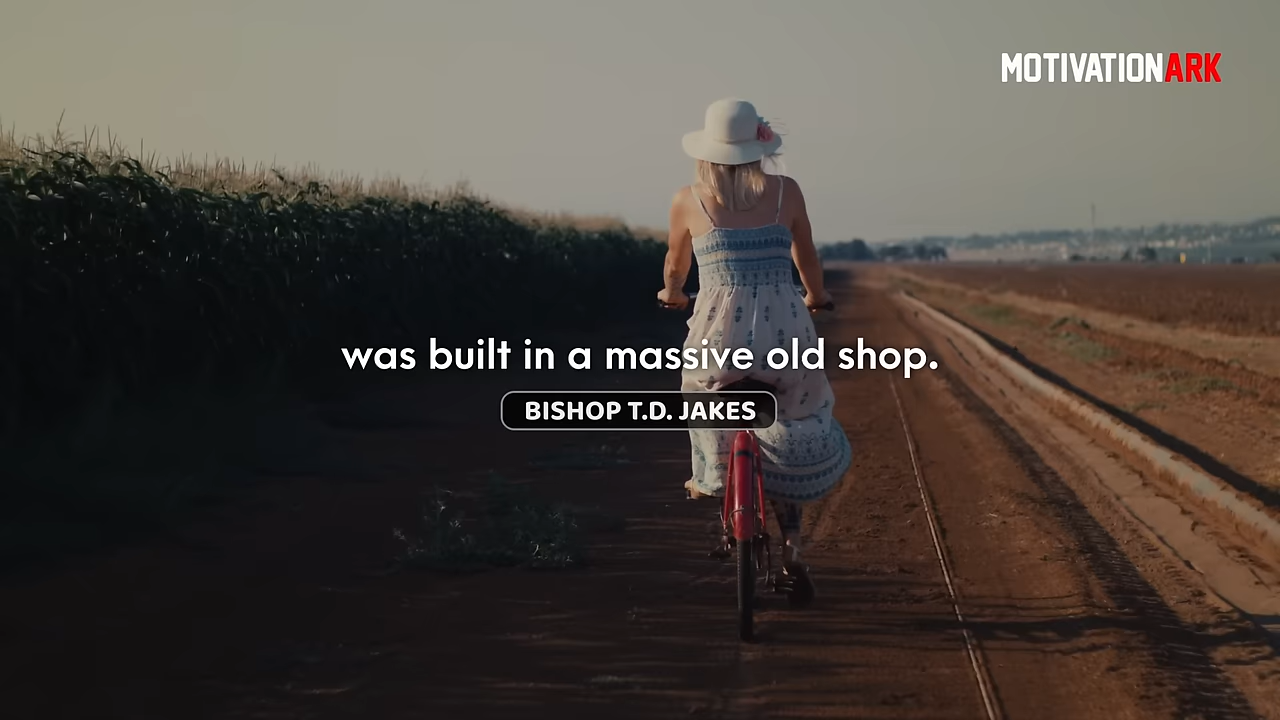 MOTIVATIONARK
was built in a massive old shop.
BISHOP T.D. JAKES